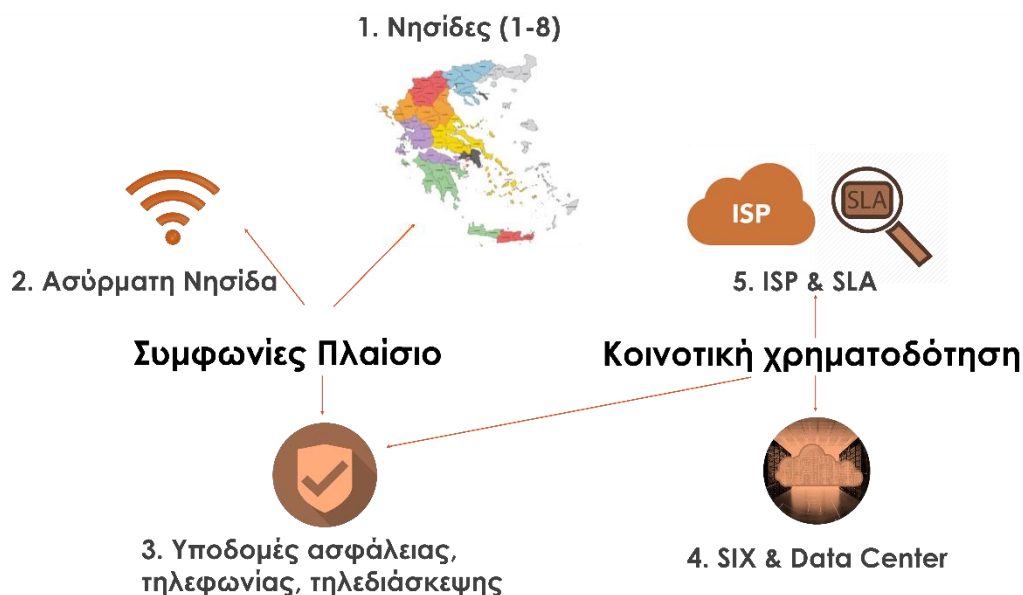 1. Νησίδες (1-8)
ISP
SLA
2. Ασύρματη Νησίδα
5. ISP & SLA
Συμφωνίες Πλαίσιο
Κοινοτική χρηματοδότηση
3. Υποδομές ασφάλειας,
τηλεφωνίας, τηλεδιάσκεψης
4. SIX & Data Center